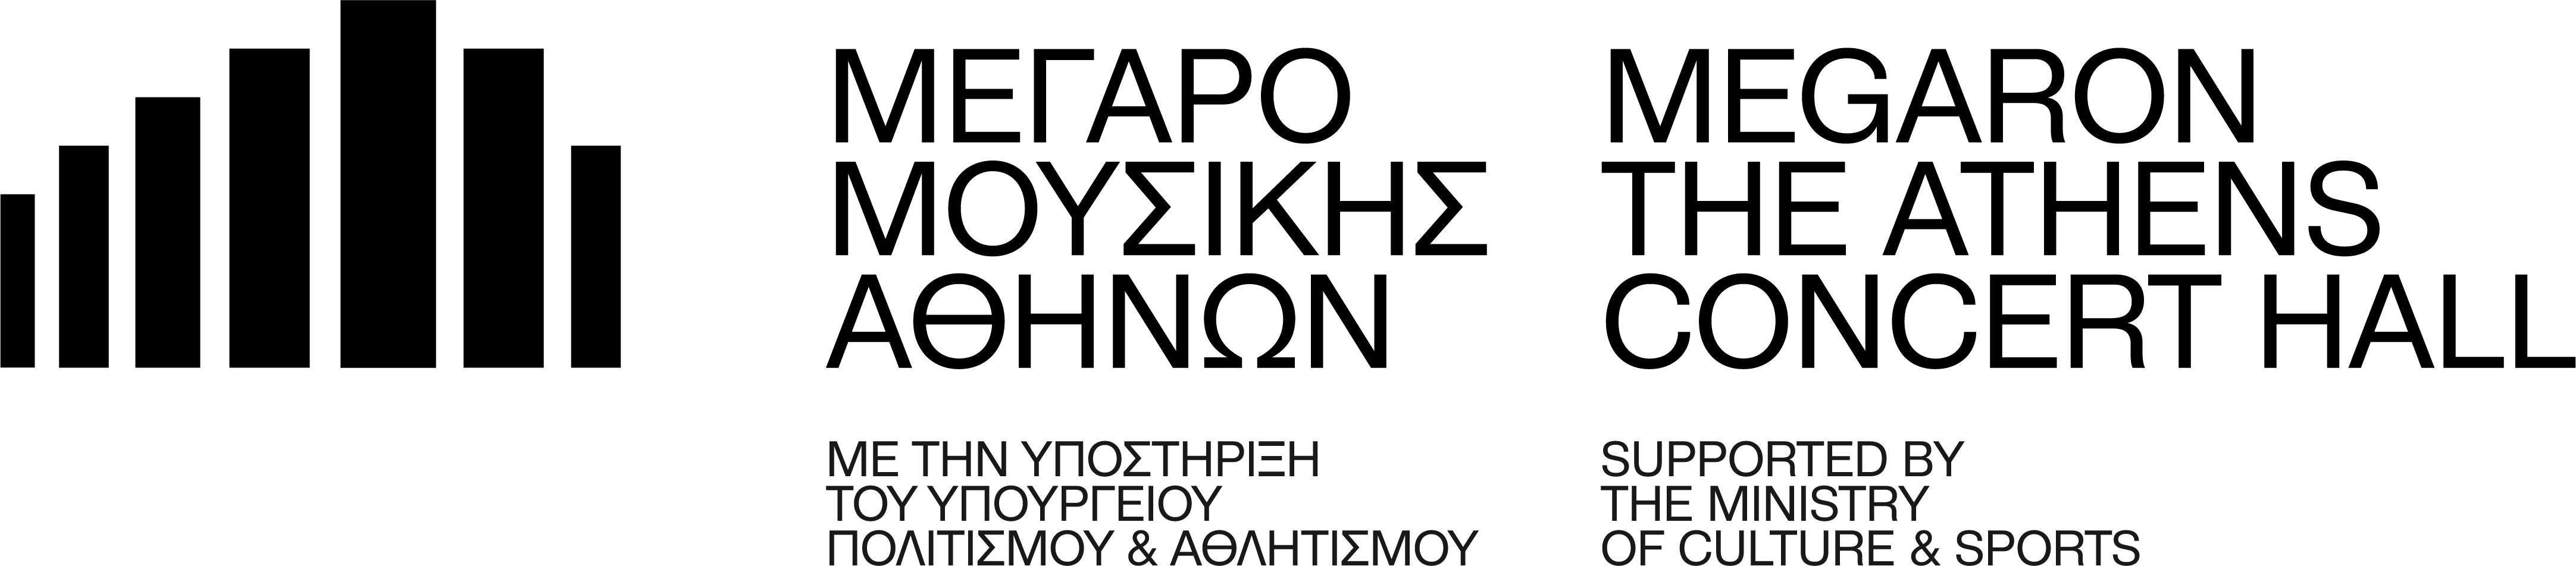 ΜΕΓΑΡΟ
ΜΟΥΣΙΚΗΣ
ΑΘΗΝΩΝ
ΜΕ ΤΗΝ ΥΠΟΣΤΗΡΙΞΗ
ΤΟΥ ΥΠΟΥΡΓΕΙΟΥ
ΠΟΛΙΤΙΣΜΟΥ & ΑΘΛΗΤΙΣΜΟΥ
MEGARON
THE ATHENS
CONCERT HALL
SUPPORTED BY
THE MINISTRY
OF CULTURE & SPORTS